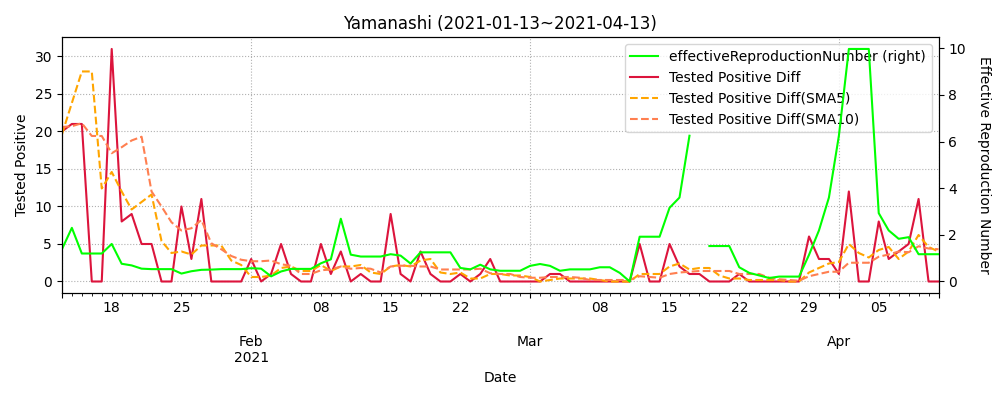 Yamanashi (2021-01-13~2021-04-13)
effectiveReproductionNumber (right)
Tested Positive Diff
Tested Positive Diff(SMA5)
Tested Positive Diff(SMA10)
Tested Positive
30
25
20
15
10
5
0
10
8
6
4
2
0
Effective Reproduction Number
18 25 08 15 22 08 15 22 29 05
Feb Mar Apr
2021
Date